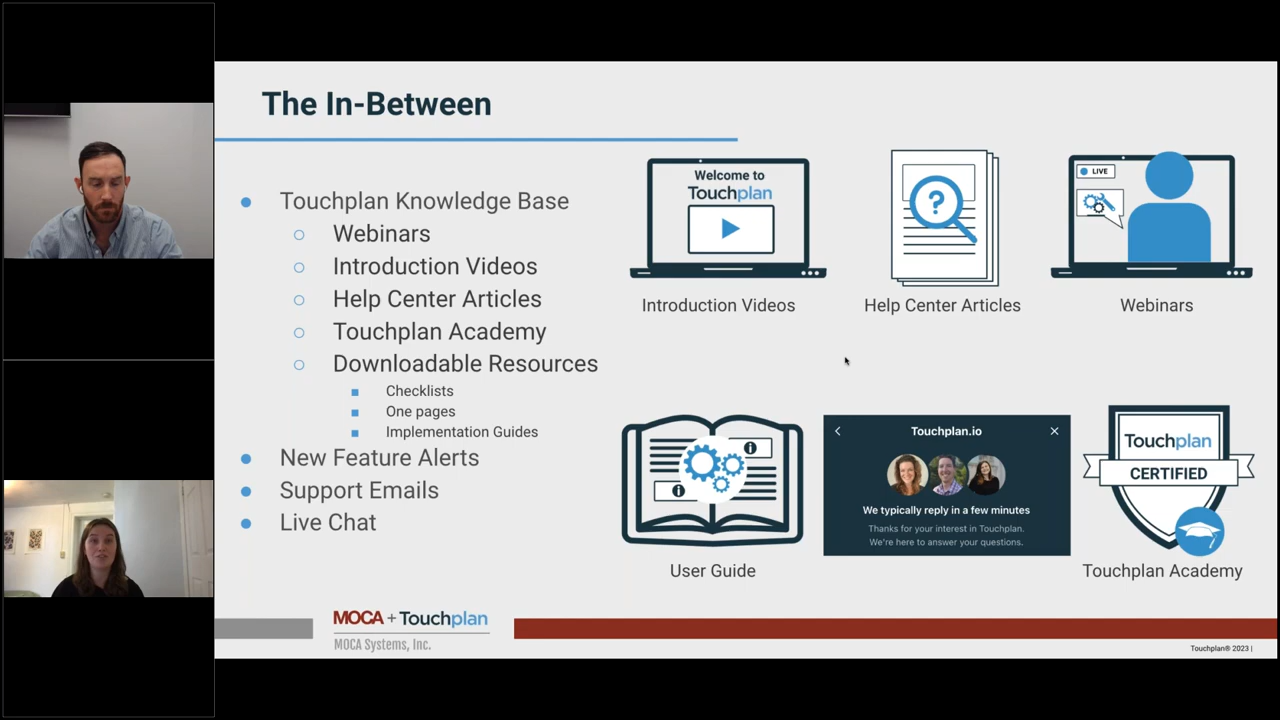 The In-Between
Touchplan Knowledge Base
Webinars
Introduction Videos
Help Center Articles
Touchplan Academy
Downloadable Resources
Checklists
One pages
Implementation Guides
New Feature Alerts
Support Emails
Live Chat
Welcome to
Touchplan
Introduction Videos
?
Help Center Articles
LIVE
Webinars
User Guide
Touchplan.io
We typically reply in a few minutes
Thanks for your interest in Touchplan.
We're here to answer your questions.
Touchplan
CERTIFIED
Touchplan Academy
MOCA + Touchplan
MOCA Systems, Inc.
Touchplan® 2023 |